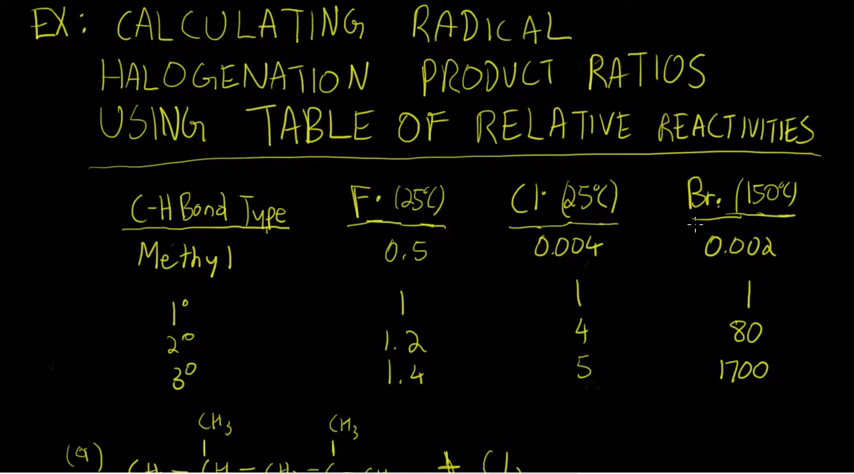 EX: CALCULATING RADICAL
HALOGENATION PRODUCT RATIOS
USING TABLE OF RELATIVE REACTIVITIES
C-H Bond Type F· (25°C) Cl· (25°C) Br· (150°C)
Methyl 0.5 0.004 0.002
1° 1 1 1
2° 1.2 4 80
3° 1.4 5 1700
CH3 CH3
(a)